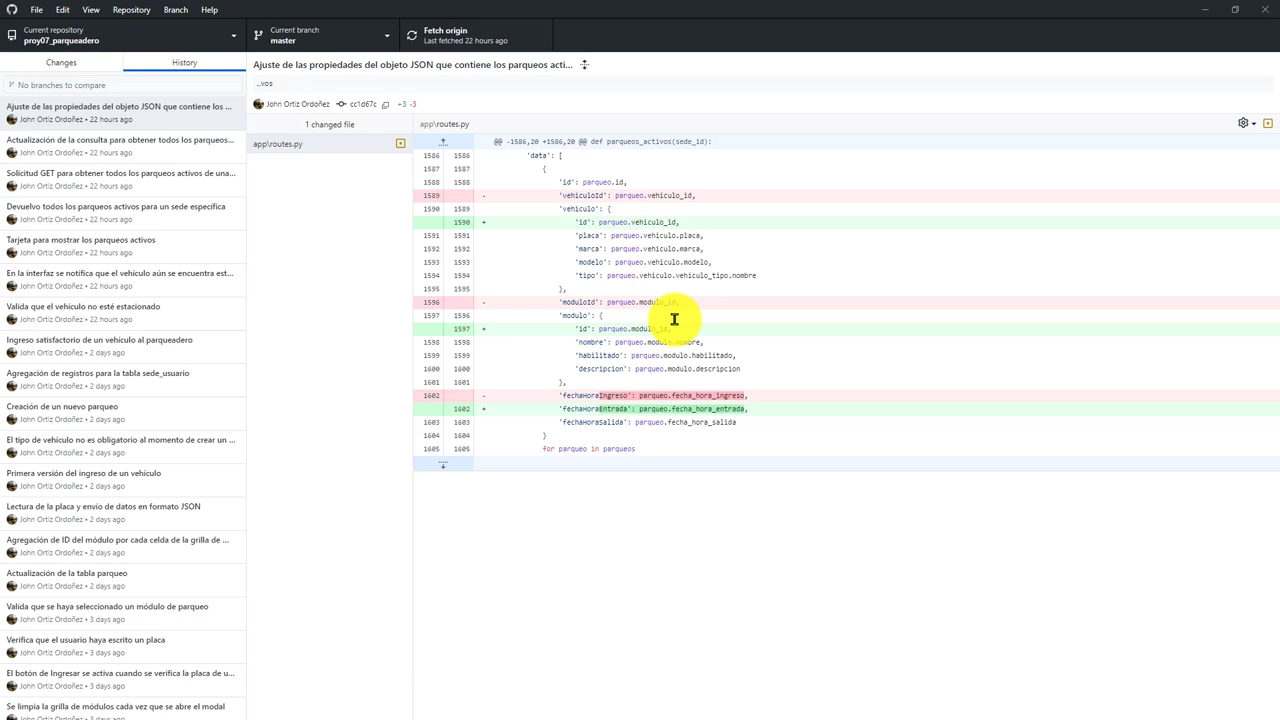 File Edit View Repository Branch Help
Current repository
proy07_parqueadero
Current branch
master
Fetch origin
Last fetched 22 hours ago
Changes
History
No branches to compare
Ajuste de las propiedades del objeto JSON que contiene los ...
John Ortiz Ordoñez • 22 hours ago
Actualización de la consulta para obtener todos los parqueos...
John Ortiz Ordoñez • 22 hours ago
Solicitud GET para obtener todos los parqueos activos de una...
John Ortiz Ordoñez • 22 hours ago
Devuelvo todos los parqueos activos para un sede específica
John Ortiz Ordoñez • 22 hours ago
Tarjeta para mostrar los parqueos activos
John Ortiz Ordoñez • 22 hours ago
En la interfaz se notifica que el vehículo aún se encuentra est...
John Ortiz Ordoñez • 22 hours ago
Valida que el vehículo no esté estacionado
John Ortiz Ordoñez • 22 hours ago
Ingreso satisfactorio de un vehículo al parqueadero
John Ortiz Ordoñez • 2 days ago
Agregación de registros para la tabla sede_usuario
John Ortiz Ordoñez • 2 days ago
Creación de un nuevo parqueo
John Ortiz Ordoñez • 2 days ago
El tipo de vehículo no es obligatorio al momento de crear un ...
John Ortiz Ordoñez • 2 days ago
Primera versión del ingreso de un vehículo
John Ortiz Ordoñez • 2 days ago
Lectura de la placa y envío de datos en formato JSON
John Ortiz Ordoñez • 2 days ago
Agregación de ID del módulo por cada celda de la grilla de ...
John Ortiz Ordoñez • 2 days ago
Actualización de la tabla parqueo
John Ortiz Ordoñez • 2 days ago
Valida que se haya seleccionado un módulo de parqueo
John Ortiz Ordoñez • 3 days ago
Verifica que el usuario haya escrito un placa
John Ortiz Ordoñez • 3 days ago
El botón de Ingresar se activa cuando se verifica la placa de u...
John Ortiz Ordoñez • 3 days ago
Se limpia la grilla de módulos cada vez que se abre el modal
John Ortiz Ordoñez • 3 days ago
Ajuste de las propiedades del objeto JSON que contiene los parqueos acti...
...vos
John Ortiz Ordoñez cc1d67c +3 -3
1 changed file
app\routes.py
app\routes.py
@@ -1586,20 +1586,20 @@ def parqueos_activos(sede_id):
1586 1586 'data': [
1587 1587 {
1588 1588 'id': parqueo.id,
1589 - 'vehiculoId': parqueo.vehiculo_id,
1590 1589 'vehiculo': {
1590 + 'id': parqueo.vehiculo_id,
1591 1591 'placa': parqueo.vehiculo.placa,
1592 1592 'marca': parqueo.vehiculo.marca,
1593 1593 'modelo': parqueo.vehiculo.modelo,
1594 1594 'tipo': parqueo.vehiculo.vehiculo_tipo.nombre
1595 1595 },
1596 - 'moduloId': parqueo.modulo_id,
1597 1596 'modulo': {
1597 + 'id': parqueo.modulo_id,
1598 1598 'nombre': parqueo.modulo.nombre,
1599 1599 'habilitado': parqueo.modulo.habilitado,
1600 1600 'descripcion': parqueo.modulo.descripcion
1601 1601 },
1602 - 'fechaHoraIngreso': parqueo.fecha_hora_ingreso,
1602 + 'fechaHoraEntrada': parqueo.fecha_hora_entrada,
1603 1603 'fechaHoraSalida': parqueo.fecha_hora_salida
1604 1604 }
1605 1605 for parqueo in parqueos